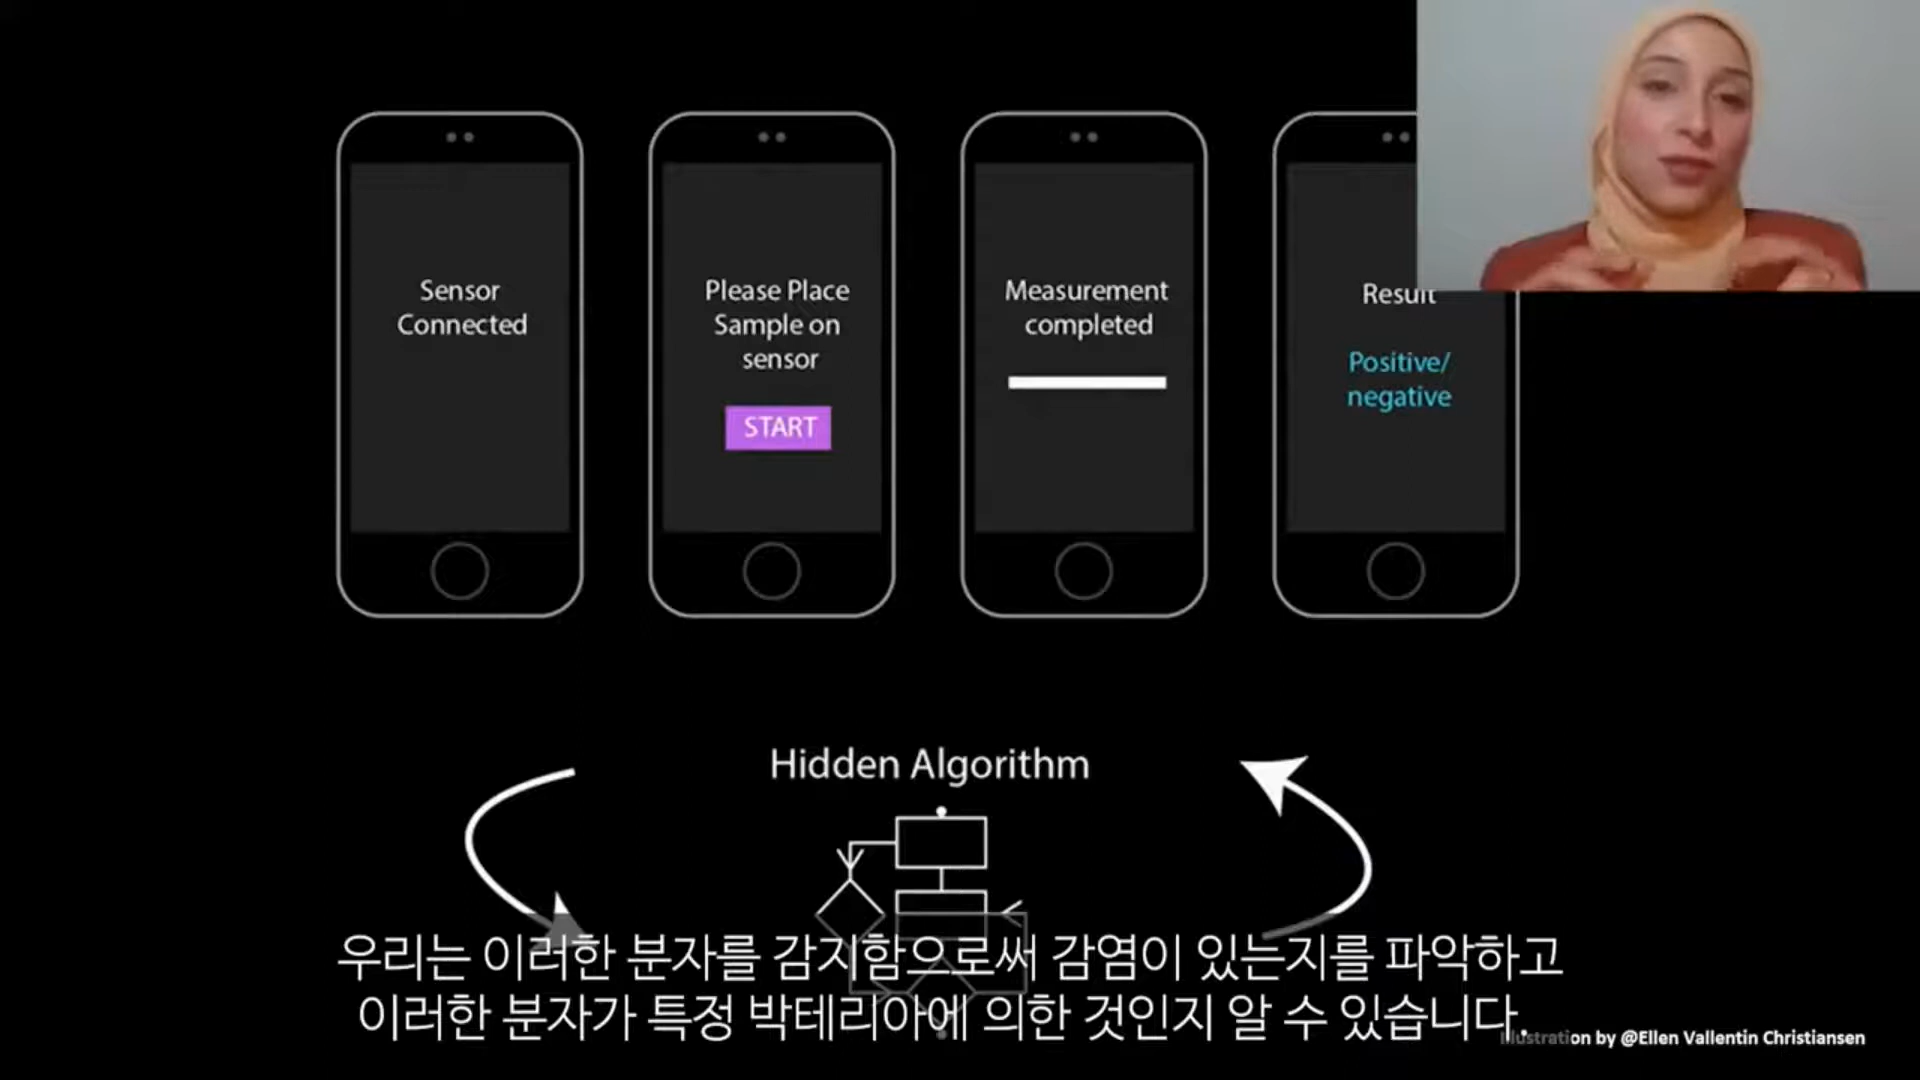 Sensor
Connected
Please Place
Sample on
sensor
START
Measurement
completed
Result
Positive/
negative
Hidden Algorithm
우리는 이러한 분자를 감지함으로써 감염이 있는지를 파악하고
이러한 분자가 특정 박테리아에 의한 것인지 알 수 있습니다.
Illustration by @Ellen Vallentin Christiansen